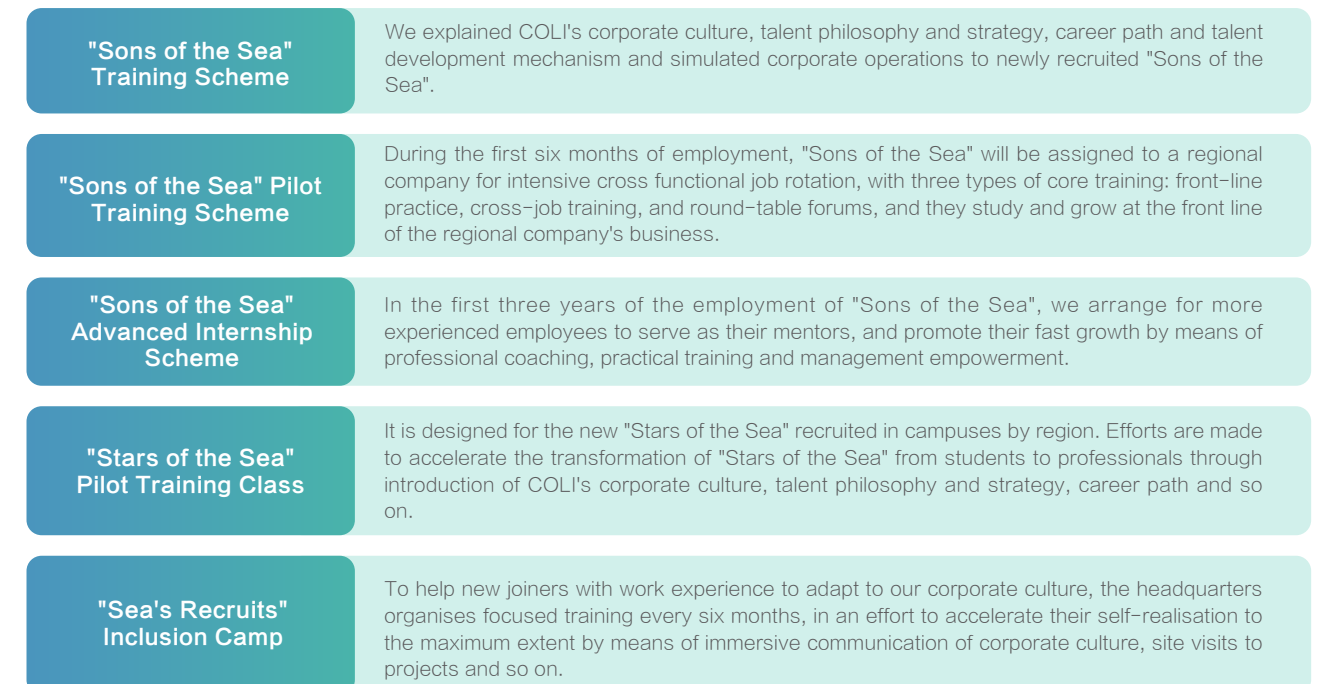 "Sons of the Sea"
Training Scheme
We explained COLI's corporate culture, talent philosophy and strategy, career path and talent
development mechanism and simulated corporate operations to newly recruited "Sons of the
Sea".
"Sons of the Sea" Pilot
Training Scheme
During the first six months of employment, "Sons of the Sea" will be assigned to a regional
company for intensive cross functional job rotation, with three types of core training: front-line
practice, cross-job training, and round-table forums, and they study and grow at the front line
of the regional company's business.
"Sons of the Sea"
Advanced Internship
Scheme
In the first three years of the employment of "Sons of the Sea", we arrange for more
experienced employees to serve as their mentors, and promote their fast growth by means of
professional coaching, practical training and management empowerment.
"Stars of the Sea"
Pilot Training Class
It is designed for the new "Stars of the Sea" recruited in campuses by region. Efforts are made
to accelerate the transformation of "Stars of the Sea" from students to professionals through
introduction of COLI's corporate culture, talent philosophy and strategy, career path and so
on.
"Sea's Recruits"
Inclusion Camp
To help new joiners with work experience to adapt to our corporate culture, the headquarters
organises focused training every six months, in an effort to accelerate their self-realisation to
the maximum extent by means of immersive communication of corporate culture, site visits to
projects and so on.